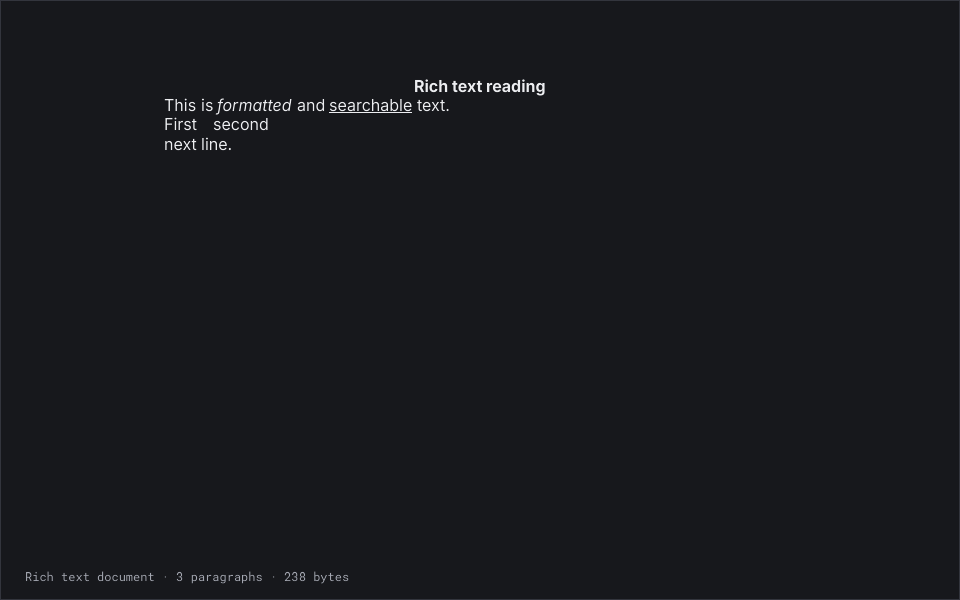 Rich text reading
This is formatted and searchable text.
First    second
next line.
Rich text document · 3 paragraphs · 238 bytes